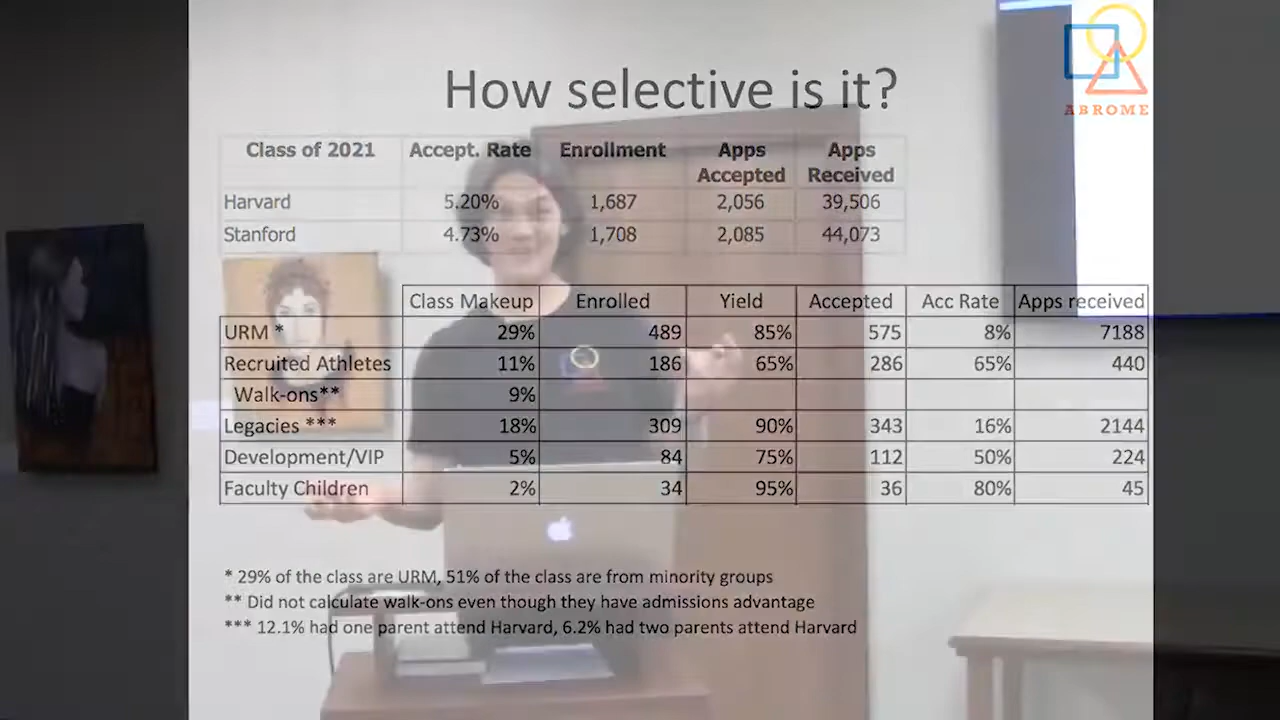 How selective is it?
ABROME
Class of 2021 Accept. Rate Enrollment Apps Accepted Apps Received
Harvard 5.20% 1,687 2,056 39,506
Stanford 4.73% 1,708 2,085 44,073
Class Makeup Enrolled Yield Accepted Acc Rate Apps received
URM * 29% 489 85% 575 8% 7188
Recruited Athletes 11% 186 65% 286 65% 440
Walk-ons** 9%
Legacies *** 18% 309 90% 343 16% 2144
Development/VIP 5% 84 75% 112 50% 224
Faculty Children 2% 34 95% 36 80% 45
* 29% of the class are URM, 51% of the class are from minority groups
** Did not calculate walk-ons even though they have admissions advantage
*** 12.1% had one parent attend Harvard, 6.2% had two parents attend Harvard